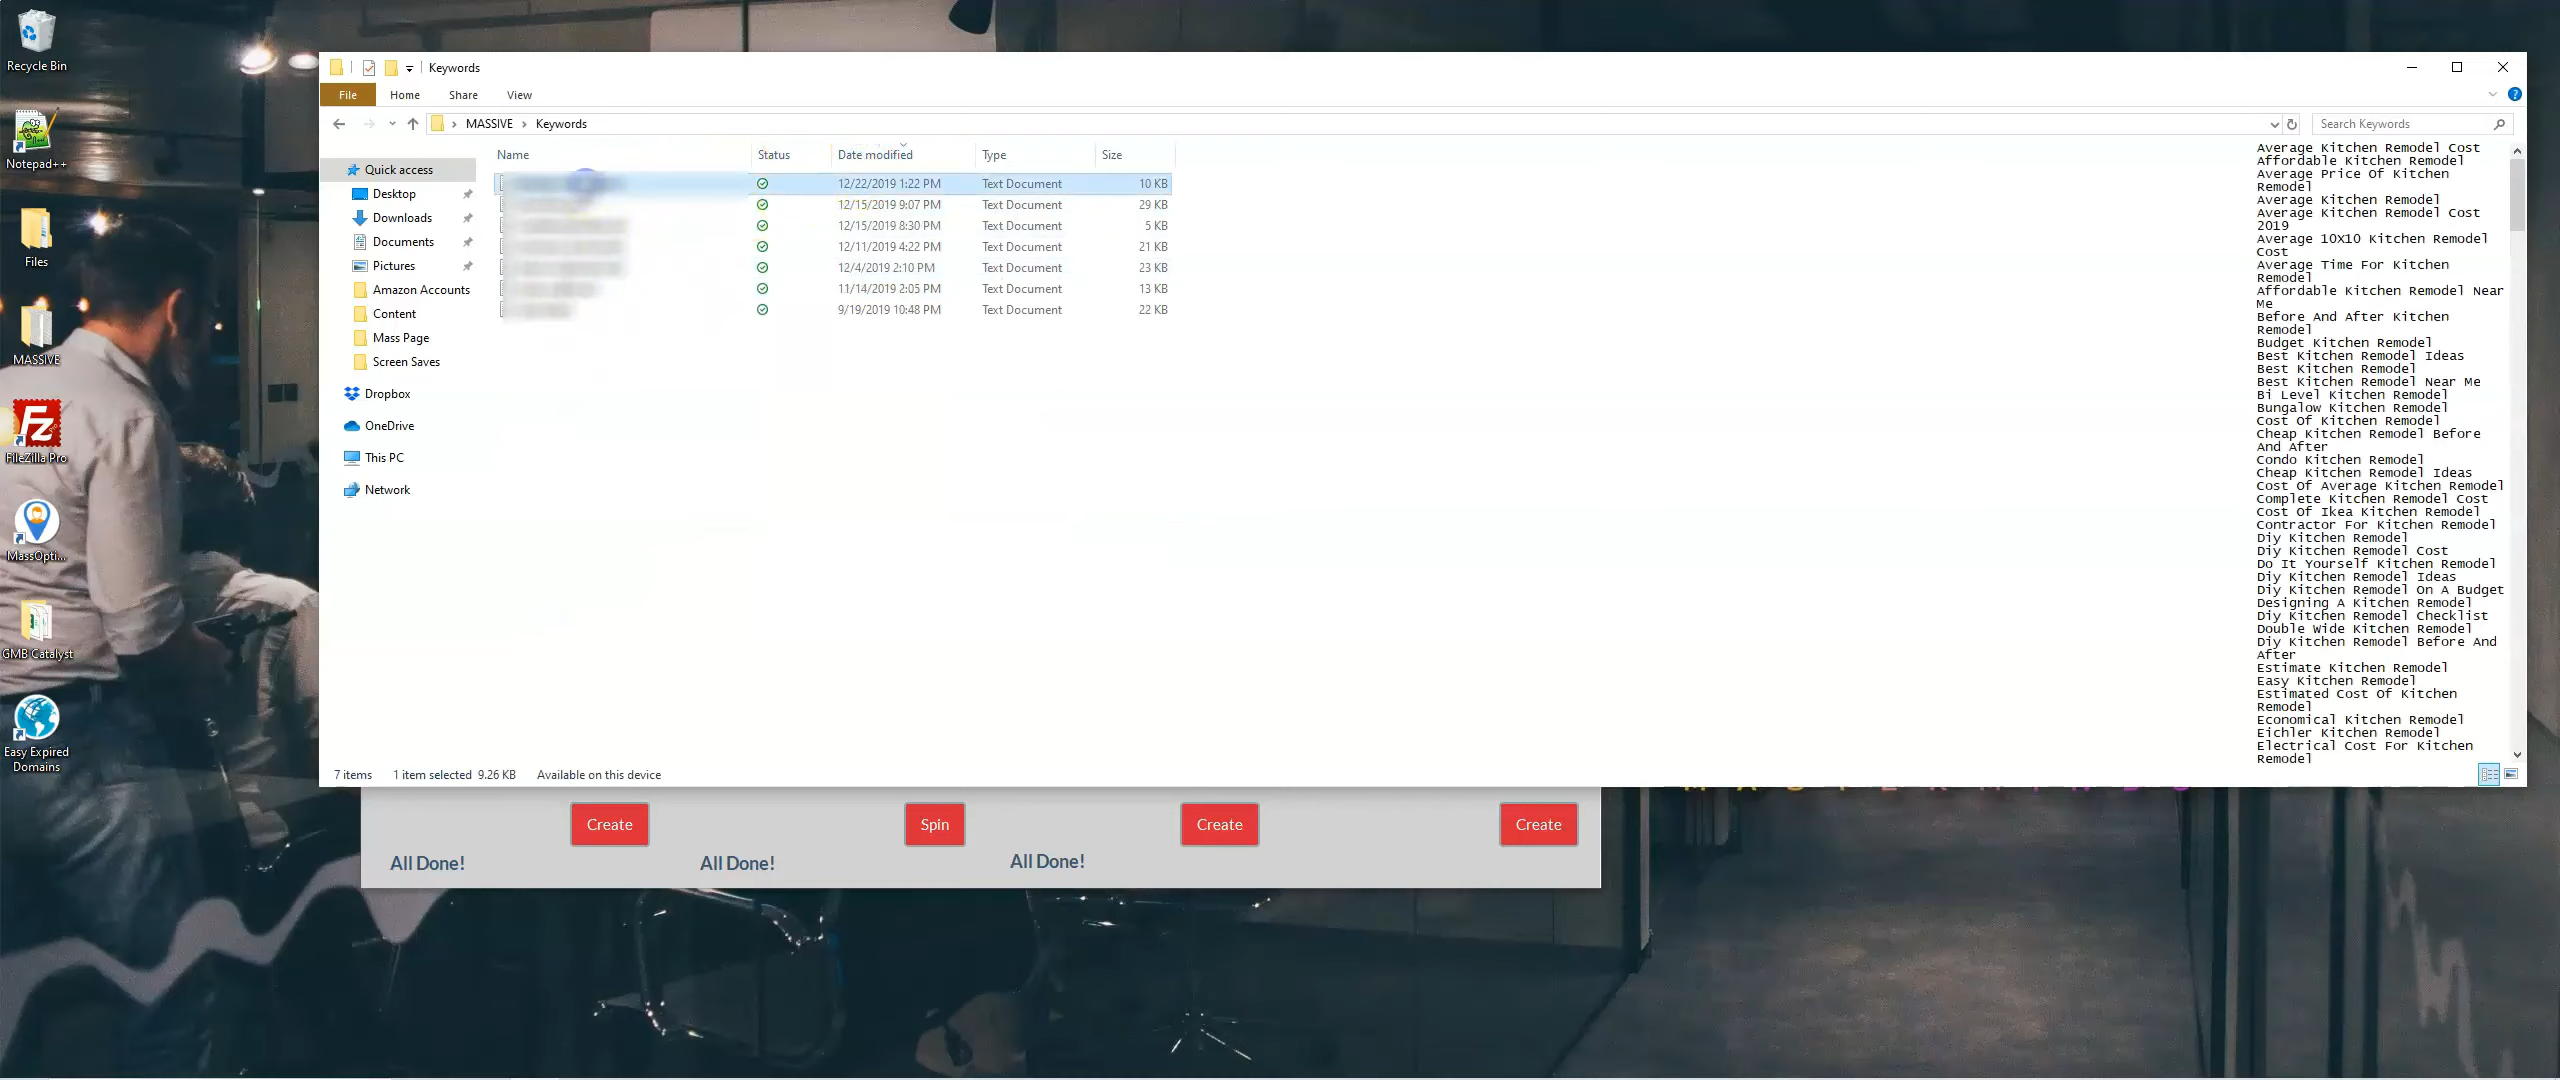 Recycle Bin
Notepad++
Files
MASSIVE
FileZilla Pro
MassOpti...
GMB Catalyst
Easy Expired
Domains
Keywords
File
Home
Share
View
MASSIVE
Keywords
Search Keywords
Name
Status
Date modified
Type
Size
Quick access
Desktop
Downloads
Documents
Pictures
Amazon Accounts
Content
Mass Page
Screen Saves
Dropbox
OneDrive
This PC
Network
12/22/2019 1:22 PM Text Document 10 KB
12/15/2019 9:07 PM Text Document 29 KB
12/15/2019 8:30 PM Text Document 5 KB
12/11/2019 4:22 PM Text Document 21 KB
12/4/2019 2:10 PM Text Document 23 KB
11/14/2019 2:05 PM Text Document 13 KB
9/19/2019 10:48 PM Text Document 22 KB
Average Kitchen Remodel Cost
Affordable Kitchen Remodel
Average Price Of Kitchen
Remodel
Average Kitchen Remodel
Average Kitchen Remodel Cost
2019
Average 10X10 Kitchen Remodel
Cost
Average Time For Kitchen
Remodel
Affordable Kitchen Remodel Near
Me
Before And After Kitchen
Remodel
Budget Kitchen Remodel
Best Kitchen Remodel Ideas
Best Kitchen Remodel
Best Kitchen Remodel Near Me
Bi Level Kitchen Remodel
Bungalow Kitchen Remodel
Cost Of Kitchen Remodel
Cheap Kitchen Remodel Before
And After
Condo Kitchen Remodel
Cheap Kitchen Remodel Ideas
Cost Of Average Kitchen Remodel
Complete Kitchen Remodel Cost
Cost Of Ikea Kitchen Remodel
Contractor For Kitchen Remodel
Diy Kitchen Remodel
Diy Kitchen Remodel Cost
Do It Yourself Kitchen Remodel
Diy Kitchen Remodel Ideas
Diy Kitchen Remodel On A Budget
Designing A Kitchen Remodel
Diy Kitchen Remodel Checklist
Double Wide Kitchen Remodel
Diy Kitchen Remodel Before And
After
Estimate Kitchen Remodel
Easy Kitchen Remodel
Estimated Cost Of Kitchen
Remodel
Economical Kitchen Remodel
Eichler Kitchen Remodel
Electrical Cost For Kitchen
Remodel
7 items
1 item selected 9.26 KB
Available on this device
Create
Spin
Create
Create
All Done!
All Done!
All Done!